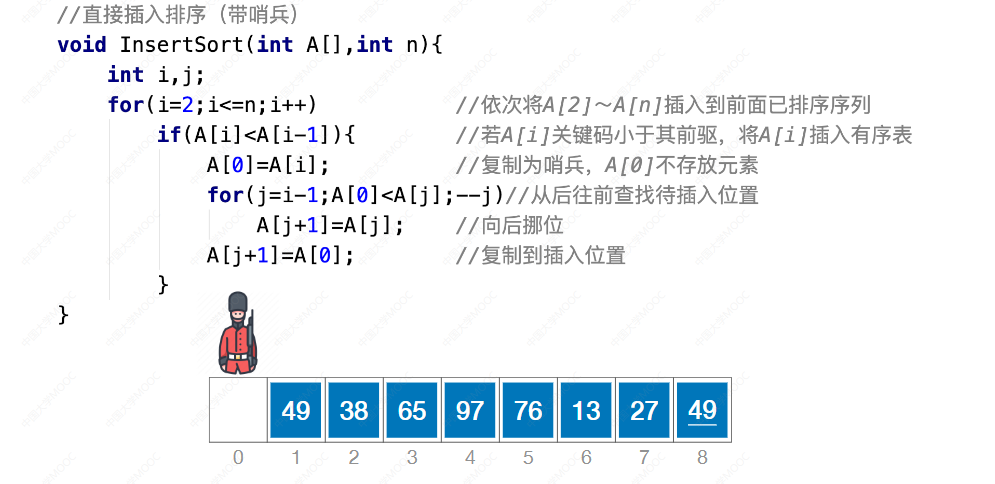 //直接插入排序（带哨兵）
void InsertSort(int A[],int n){
int i,j;
for(i=2;i<=n;i++) //依次将A[2]～A[n]插入到前面已排序序列
if(A[i]<A[i-1]){ //若A[i]关键码小于其前驱，将A[i]插入有序表
A[0]=A[i]; //复制为哨兵，A[0]不存放元素
for(j=i-1;A[0]<A[j];--j)//从后往前查找待插入位置
A[j+1]=A[j]; //向后挪位
A[j+1]=A[0]; //复制到插入位置
}
}
49 38 65 97 76 13 27 49
0 1 2 3 4 5 6 7 8